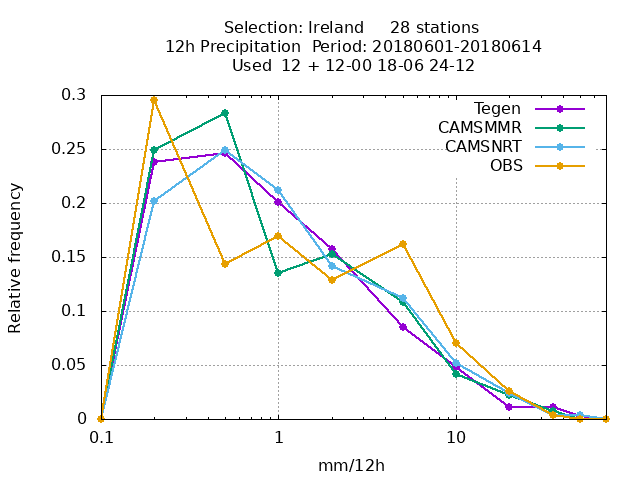 Selection: Ireland 28 stations
12h Precipitation Period: 20180601-20180614
Used 12 + 12-00 18-06 24-12
Tegen
CAMSMMR
CAMSNRT
OBS
0.3
0.25
0.2
0.15
0.1
0.05
0
Relative frequency
0.1 1 10
mm/12h